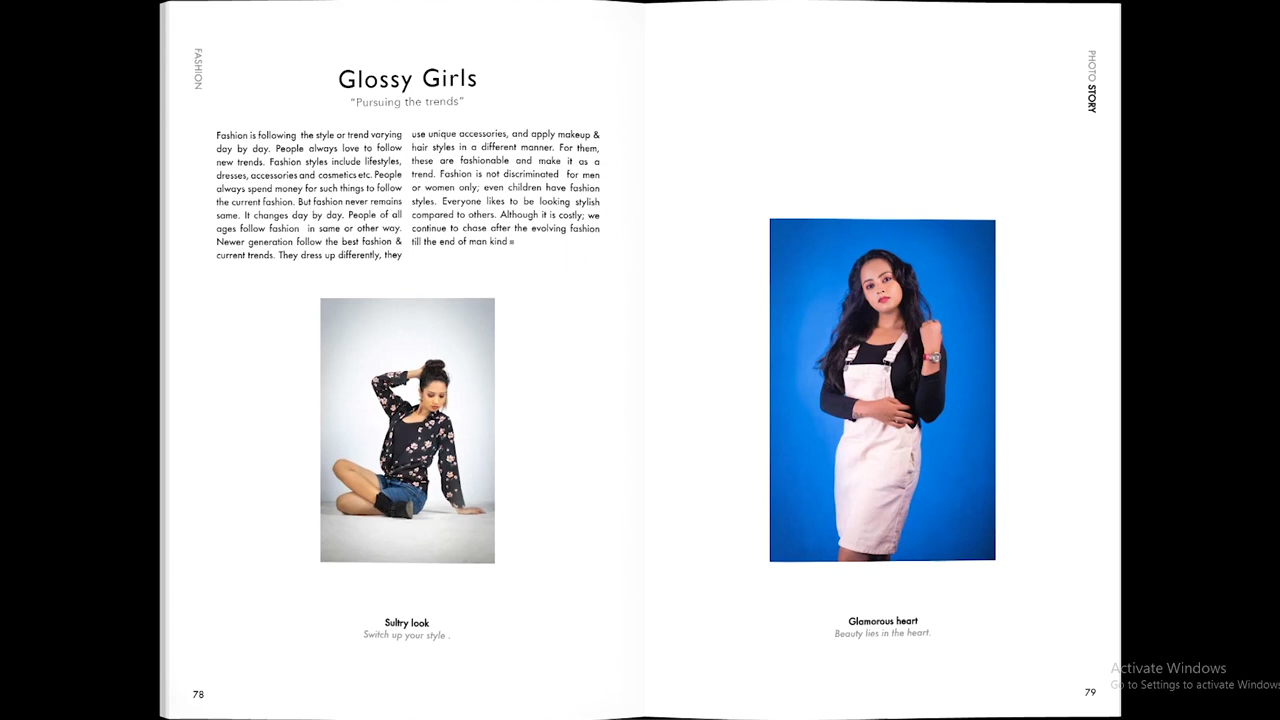 FASHION
Glossy Girls
“Pursuing the trends”
Fashion is following the style or trend varying
day by day. People always love to follow
new trends. Fashion styles include lifestyles,
dresses, accessories and cosmetics etc. People
always spend money for such things to follow
the current fashion. But fashion never remains
same. It changes day by day. People of all
ages follow fashion in same or other way.
Newer generation follow the best fashion &
current trends. They dress up differently, they
use unique accessories, and apply makeup &
hair styles in a different manner. For them,
these are fashionable and make it as a
trend. Fashion is not discriminated for men
or women only; even children have fashion
styles. Everyone likes to be looking stylish
compared to others. Although it is costly; we
continue to chase after the evolving fashion
till the end of man kind
Sultry look
Switch up your style .
78
PHOTO STORY
Glamorous heart
Beauty lies in the heart.
79
Activate Windows
Go to Settings to activate Windows